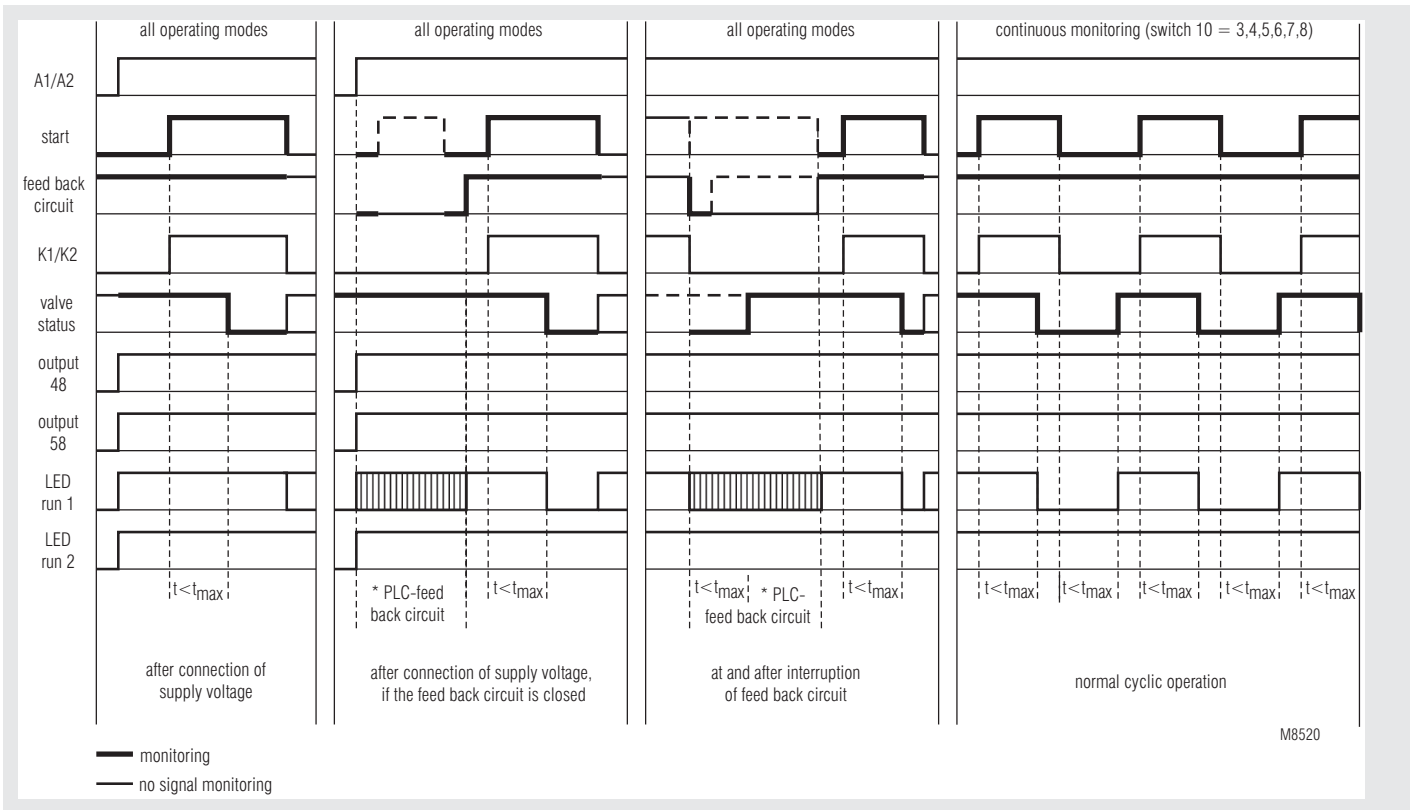 all operating modes
all operating modes
all operating modes
continuous monitoring (switch 10 = 3,4,5,6,7,8)
A1/A2
start
feed back
circuit
K1/K2
valve
status
output
48
output
58
LED
run 1
LED
run 2
t<tmax
* PLC-feed
back circuit
t<tmax
t<tmax
* PLC-
feed back circuit
t<tmax
t<tmax
t<tmax
t<tmax
t<tmax
t<tmax
after connection of
supply voltage
after connection of supply voltage,
if the feed back circuit is closed
at and after interruption
of feed back circuit
normal cyclic operation
M8520
monitoring
no signal monitoring